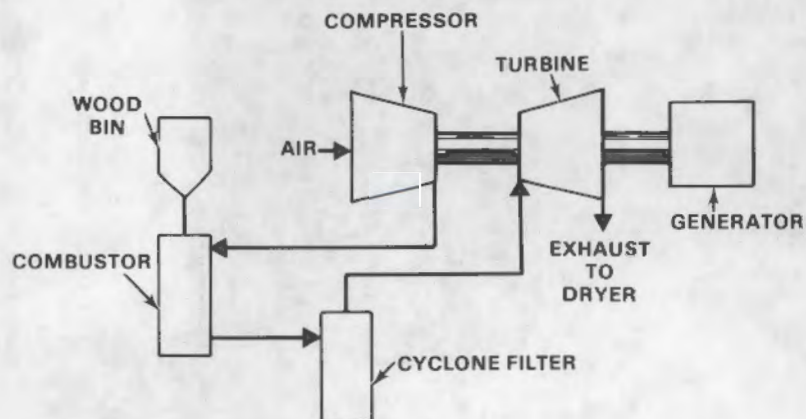 COMPRESSOR
TURBINE
WOOD
BIN
AIR
GENERATOR
COMBUSTOR
EXHAUST
TO
DRYER
CYCLONE FILTER